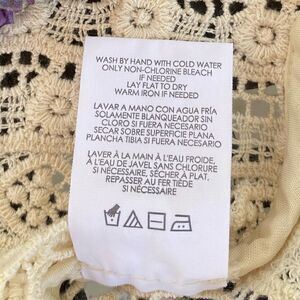 WASH BY HAND WITH COLD WATER
ONLY NON-CHLORINE BLEACH
IF NEEDED
LAY FLAT TO DRY
WARM IRON IF NEEDED
LAVAR A MANO CON AGUA FRÍA
SOLAMENTE BLANQUEADOR SIN
CLORO SI FUERA NECESARIO
SECAR SOBRE SUPERFICIE PLANA
PLANCHA TIBIA SI FUERA NECESARIO
LAVER À LA MAIN À L'EAU FROIDE,
À L'EAU DE JAVEL SANS CHLORURE
SI NÉCESSAIRE, SÉCHER À PLAT.
REPASSER AU FER TIÈDE
SI NÉCESSAIRE